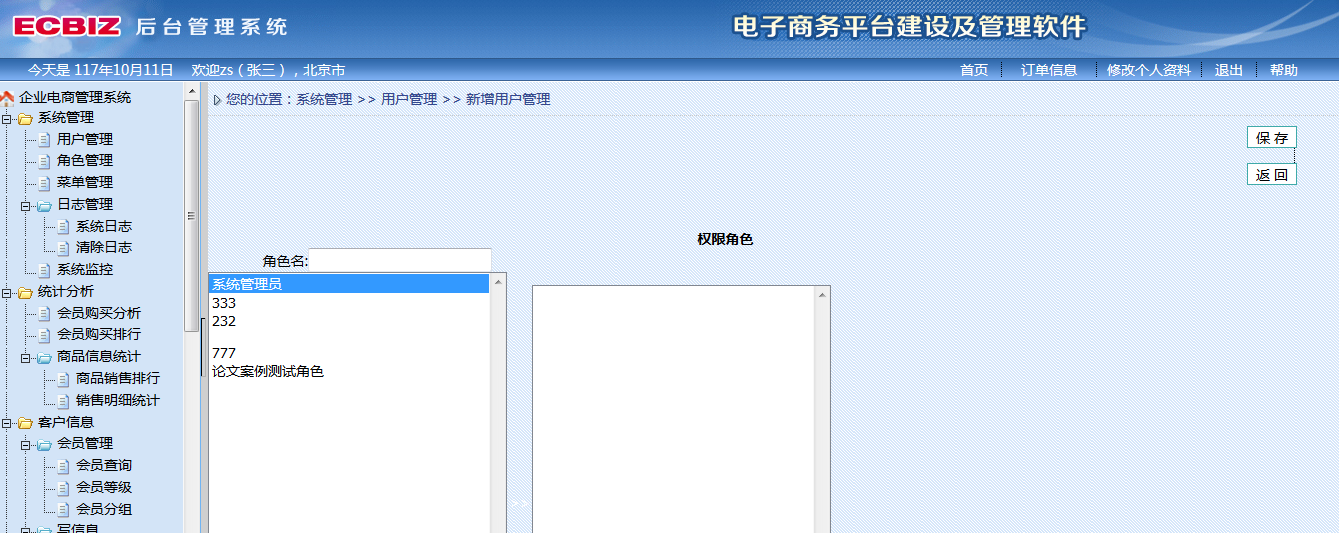 ECBIZ 后台管理系统
电子商务平台建设及管理软件
今天是 117年10月11日 欢迎zs（张三），北京市
首页 订单信息 修改个人资料 退出 帮助
企业电商管理系统
系统管理
用户管理
角色管理
菜单管理
日志管理
系统日志
清除日志
系统监控
统计分析
会员购买分析
会员购买排行
商品信息统计
商品销售排行
销售明细统计
客户信息
会员管理
会员查询
会员等级
会员分组
写信息
您的位置：系统管理 >> 用户管理 >> 新增用户管理
保 存
返 回
权限角色
角色名:
系统管理员
333
232
777
论文案例测试角色
>>